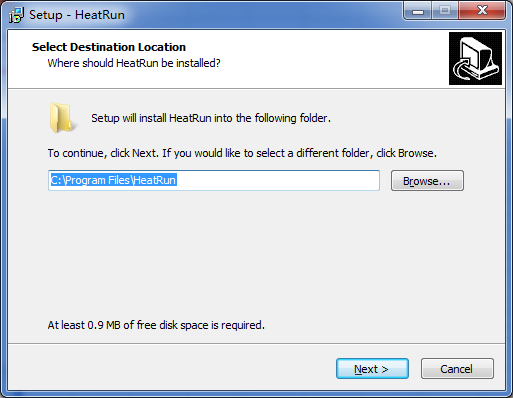 Setup - HeatRun
Select Destination Location
Where should HeatRun be installed?
Setup will install HeatRun into the following folder.
To continue, click Next. If you would like to select a different folder, click Browse.
C:\Program Files\HeatRun
Browse...
At least 0.9 MB of free disk space is required.
Next >
Cancel